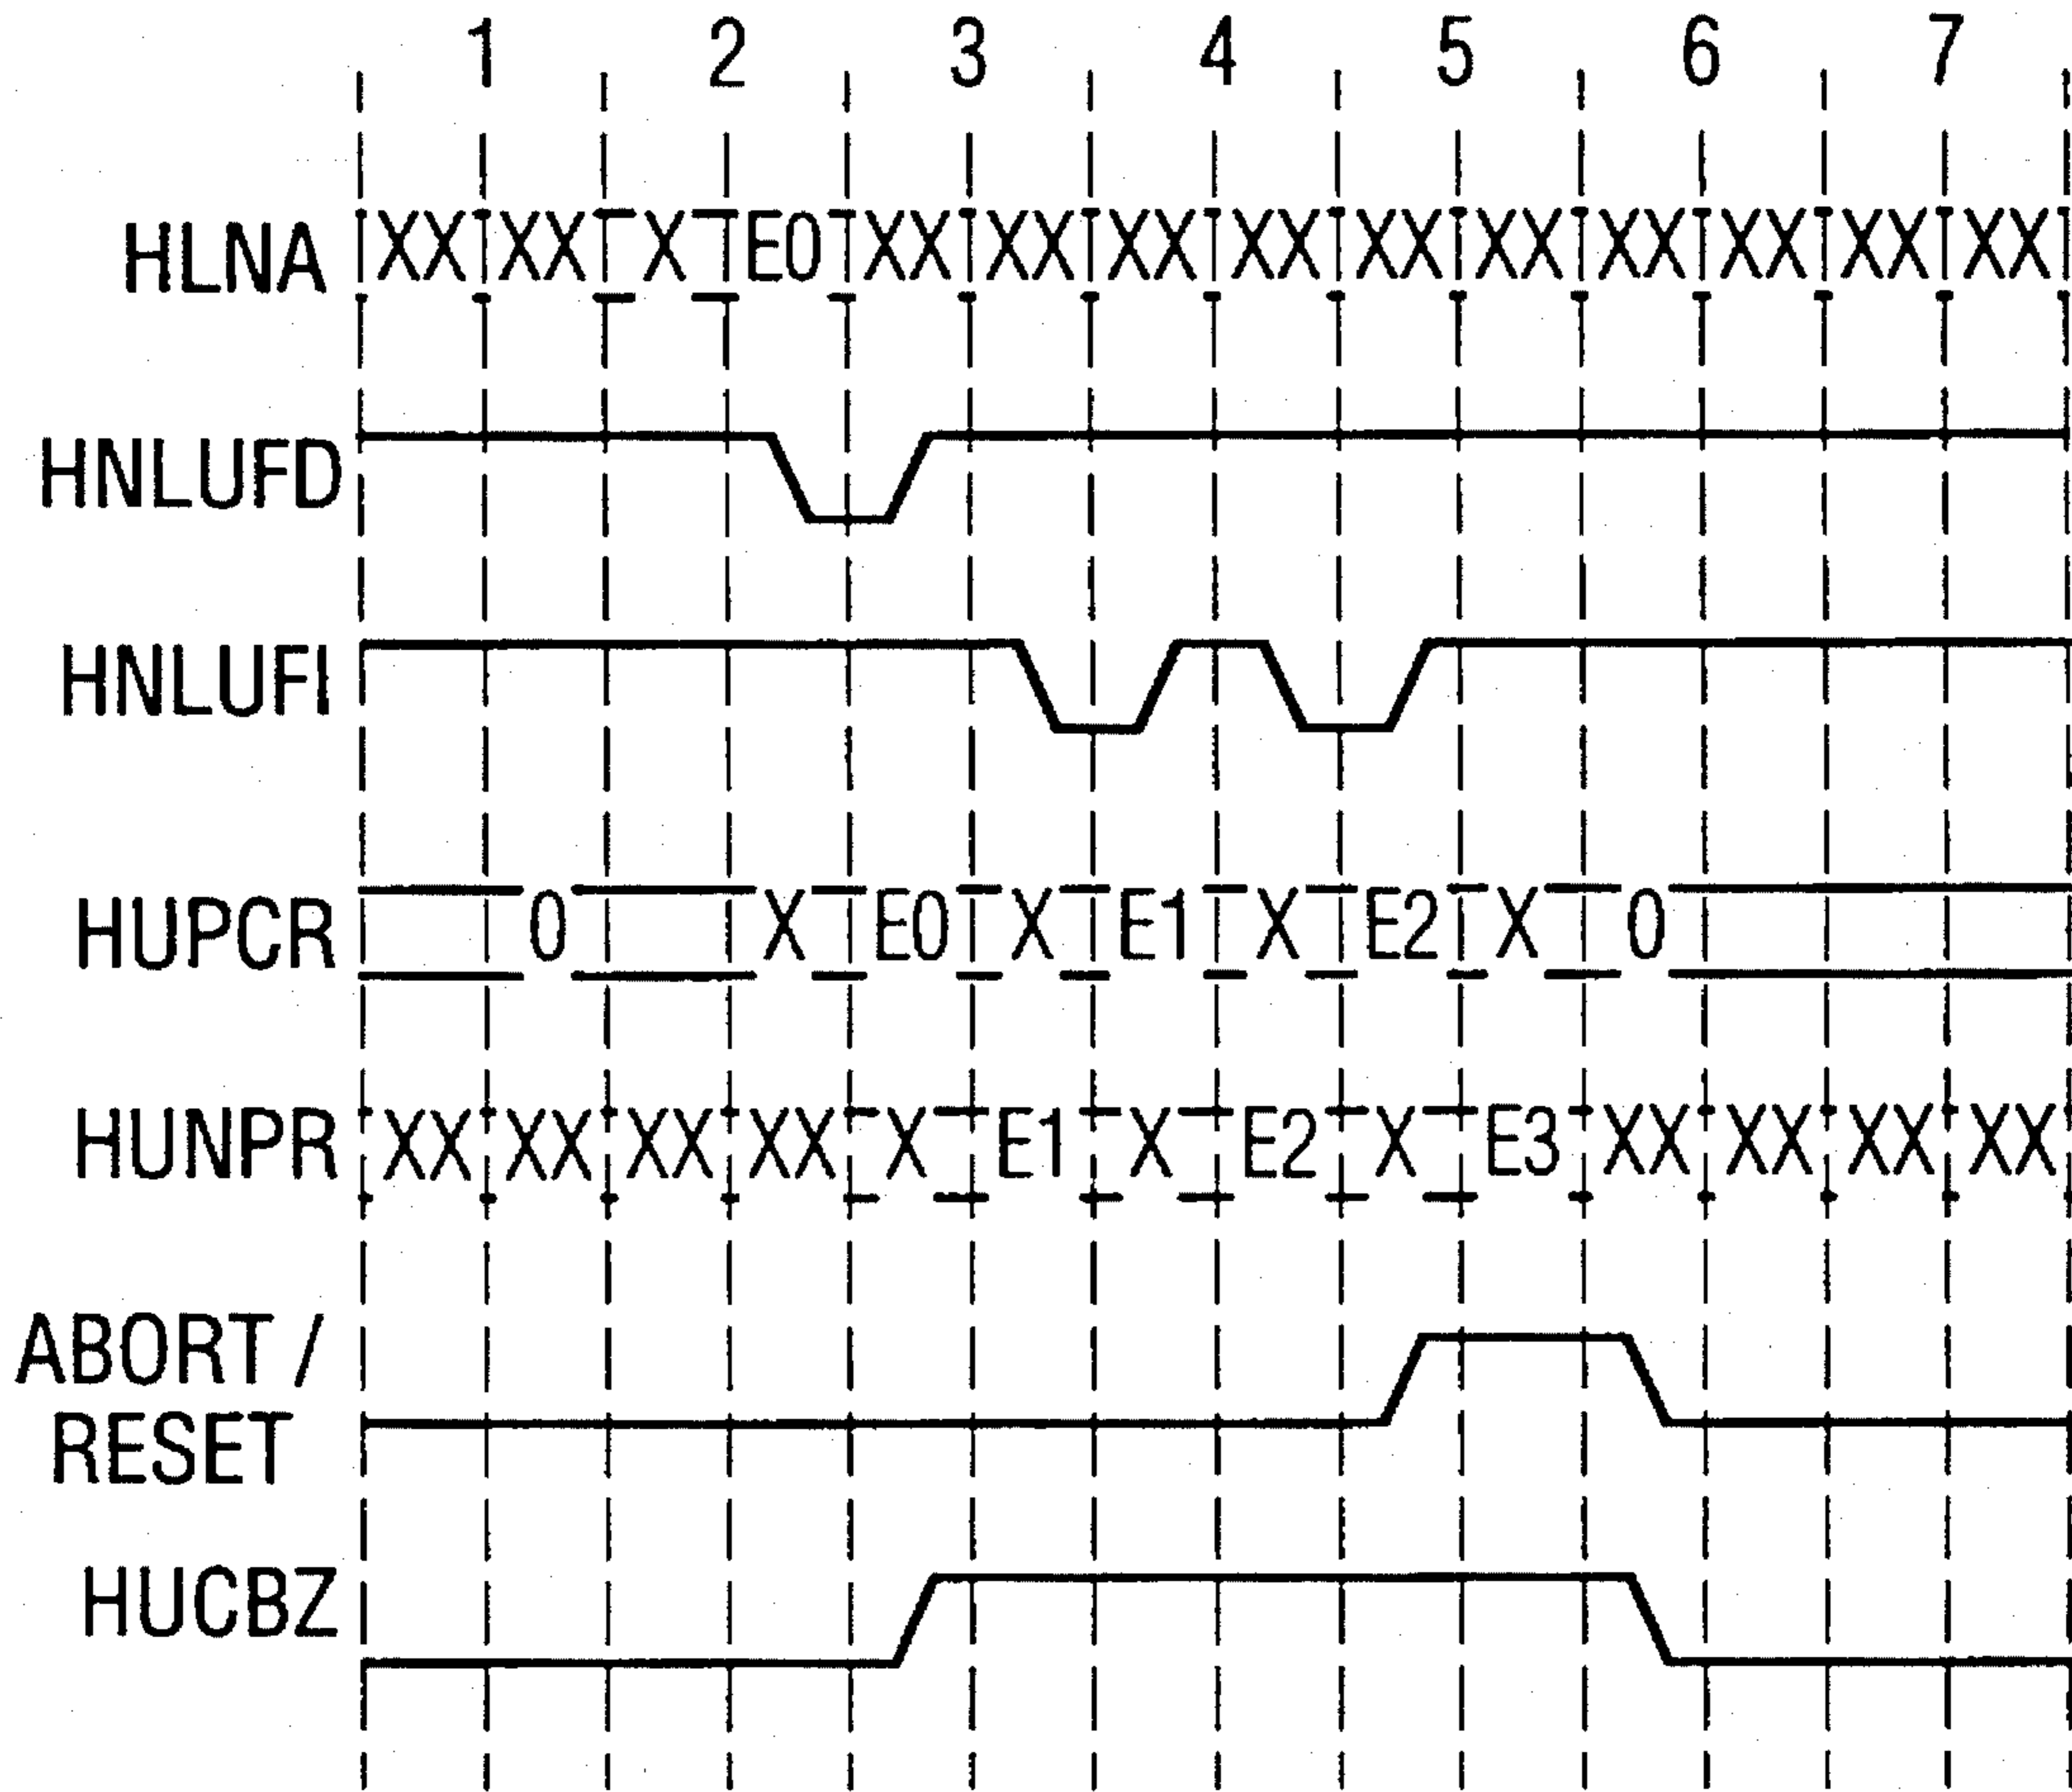 1 2 3 4 5 6 7
HLNA XX XX X E0 XX XX XX XX XX XX XX XX XX XX
HNLUFD
HNLUFI
HUPCR 0 X E0 X E1 X E2 X 0
HUNPR XX XX XX XX X E1 X E2 X E3 XX XX XX XX
ABORT /
RESET
HUCBZ